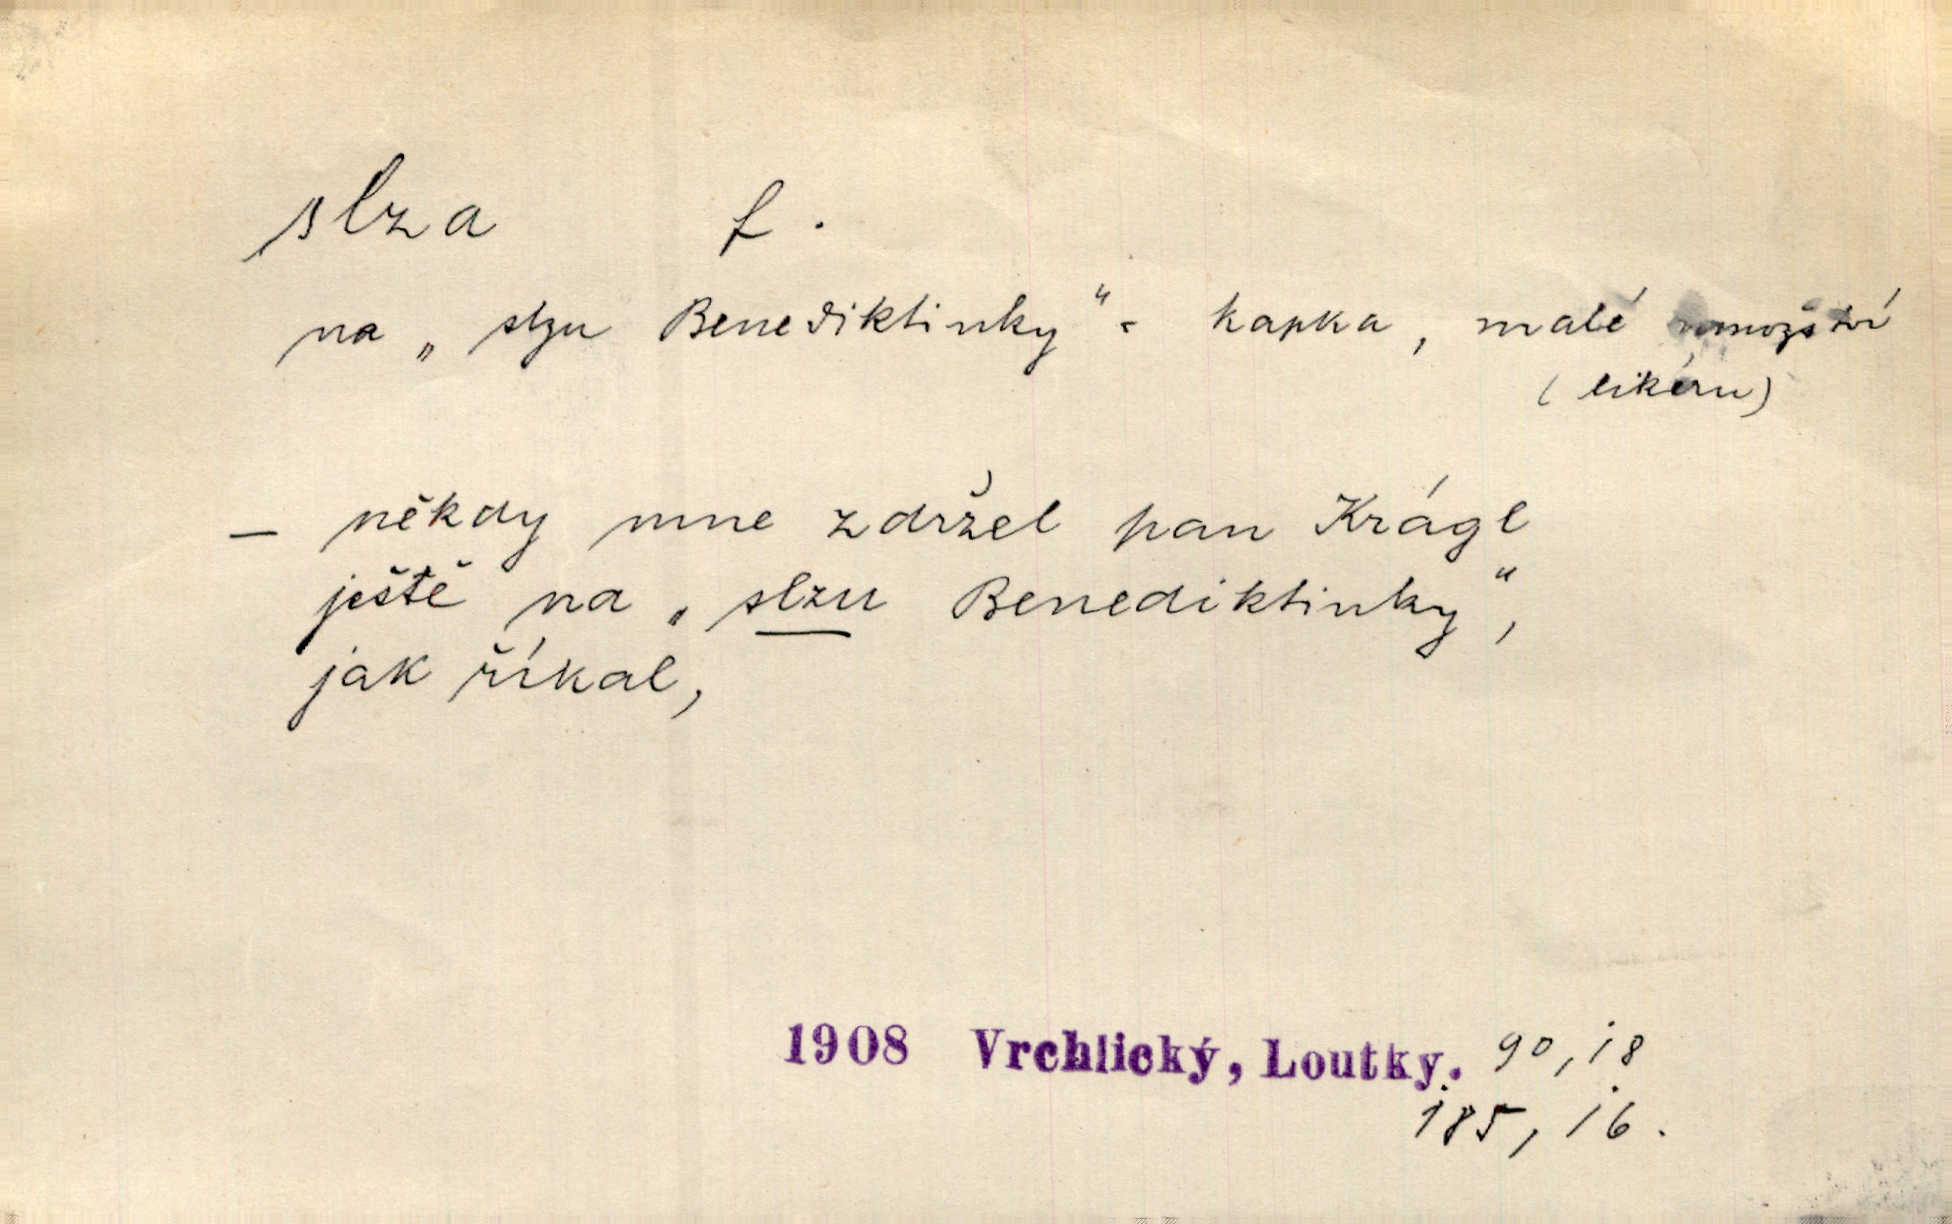 slza f.
na „slzu Benediktinky“ = kapka, malé množství
(likéru)
— někdy mne zdržel pan Krágl
ještě na „slzu Benediktinky“,
jak říkal,
1908 Vrchlický, Loutky. 90,18
185,16.